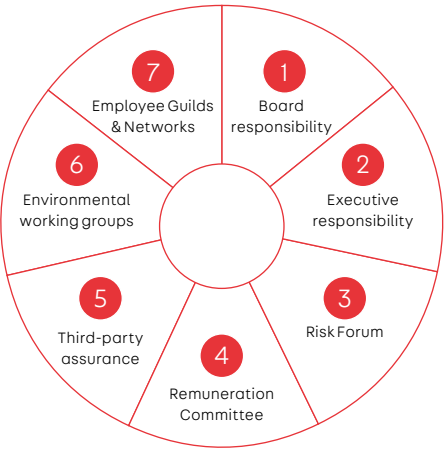 1
Board
responsibility
2
Executive
responsibility
3
Risk Forum
4
Remuneration
Committee
5
Third-party
assurance
6
Environmental
working groups
7
Employee Guilds
& Networks